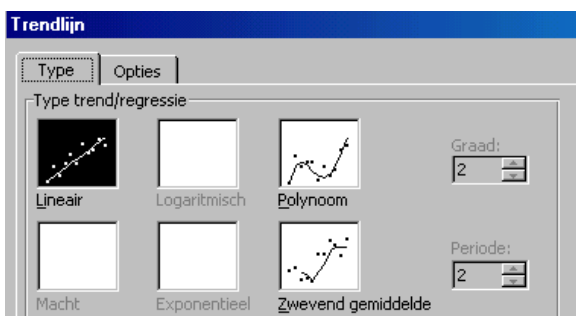 Trendlijn
Type Opties
Type trend/regressie
Graad:
2
Lineair Logaritmisch Polynoom
Periode:
2
Macht Exponentieel Zwevend gemiddelde